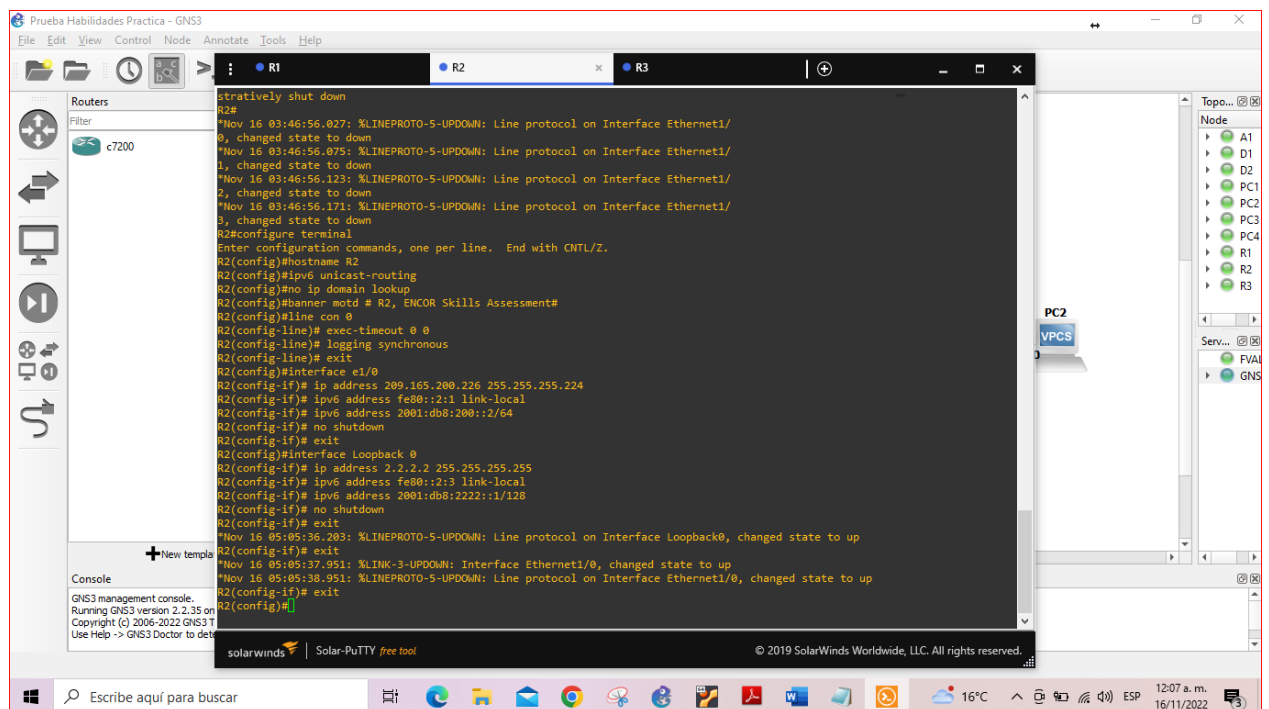 Prueba Habilidades Practica - GNS3
File Edit View Control Node Annotate Tools Help
R1
R2
R3
Routers
Filter
c7200
New templa
stratively shut down
R2#
*Nov 16 03:46:56.027: %LINEPROTO-5-UPDOWN: Line protocol on Interface Ethernet1/
0, changed state to down
*Nov 16 03:46:56.075: %LINEPROTO-5-UPDOWN: Line protocol on Interface Ethernet1/
1, changed state to down
*Nov 16 03:46:56.123: %LINEPROTO-5-UPDOWN: Line protocol on Interface Ethernet1/
2, changed state to down
*Nov 16 03:46:56.171: %LINEPROTO-5-UPDOWN: Line protocol on Interface Ethernet1/
3, changed state to down
R2#configure terminal
Enter configuration commands, one per line.  End with CNTL/Z.
R2(config)#hostname R2
R2(config)#ipv6 unicast-routing
R2(config)#no ip domain lookup
R2(config)#banner motd # R2, ENCOR Skills Assessment#
R2(config)#line con 0
R2(config-line)# exec-timeout 0 0
R2(config-line)# logging synchronous
R2(config-line)# exit
R2(config)#interface e1/0
R2(config-if)# ip address 209.165.200.226 255.255.255.224
R2(config-if)# ipv6 address fe80::2:1 link-local
R2(config-if)# ipv6 address 2001:db8:200::2/64
R2(config-if)# no shutdown
R2(config-if)# exit
R2(config)#interface Loopback 0
R2(config-if)# ip address 2.2.2.2 255.255.255.255
R2(config-if)# ipv6 address fe80::2:3 link-local
R2(config-if)# ipv6 address 2001:db8:2222::1/128
R2(config-if)# no shutdown
R2(config-if)# exit
*Nov 16 05:05:36.203: %LINEPROTO-5-UPDOWN: Line protocol on Interface Loopback0, changed state to up
R2(config-if)# exit
*Nov 16 05:05:37.951: %LINK-3-UPDOWN: Interface Ethernet1/0, changed state to up
*Nov 16 05:05:38.951: %LINEPROTO-5-UPDOWN: Line protocol on Interface Ethernet1/0, changed state to up
R2(config-if)# exit
R2(config)#
solarwinds Solar-PuTTY free tool
© 2019 SolarWinds Worldwide, LLC. All rights reserved.
PC2
VPCS
Topo...
Node
A1
D1
D2
PC1
PC2
PC3
PC4
R1
R2
R3
Serv...
FVAL
GNS
Console
GNS3 management console.
Running GNS3 version 2.2.35 on
Copyright (c) 2006-2022 GNS3 T
Use Help -> GNS3 Doctor to dete
Escribe aquí para buscar
16°C
ESP
12:07 a. m.
16/11/2022
3